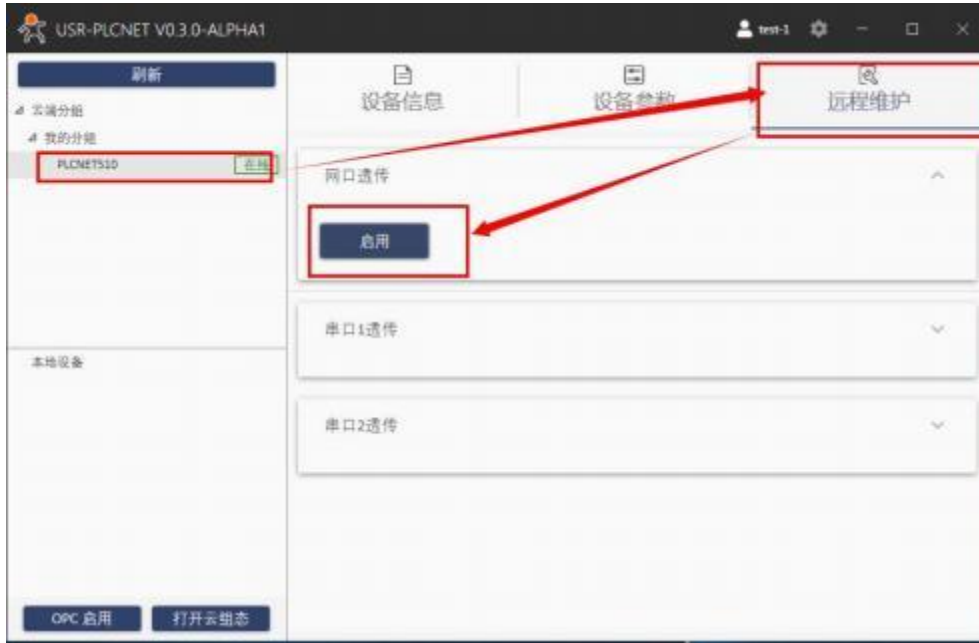 USR-PLCNET V0.3.0-ALPHA1
test-1
刷新
云端分组
我的分组
PLCNET510
在线
设备信息
设备参数
远程维护
网口透传
启用
串口1透传
串口2透传
本地设备
OPC 启用
打开云组态